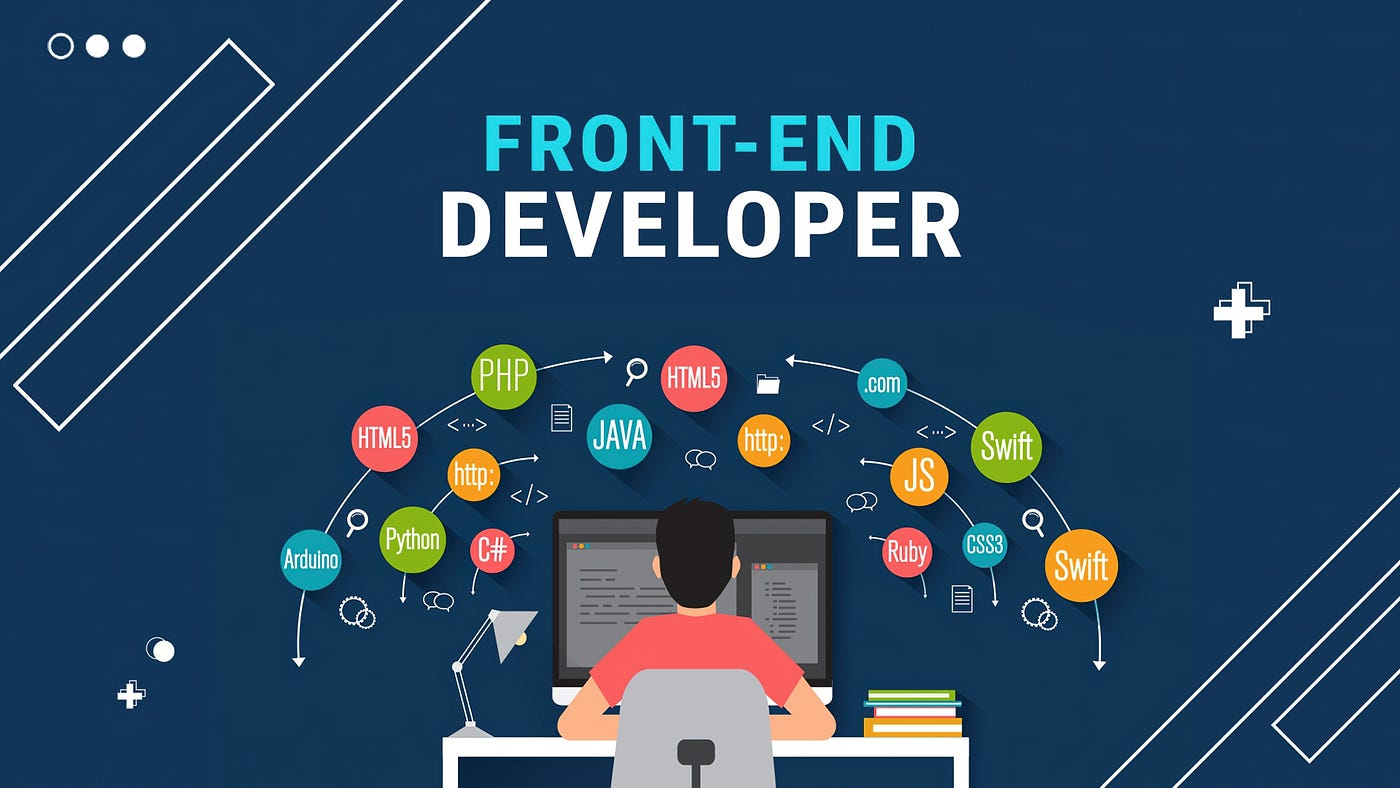 FRONT-END
DEVELOPER
PHP
HTML5
.com
HTML5
JAVA
http:
Swift
http:
JS
Arduino
Python
C#
Ruby
CSS3
Swift
<...>
</>
<...>
</>